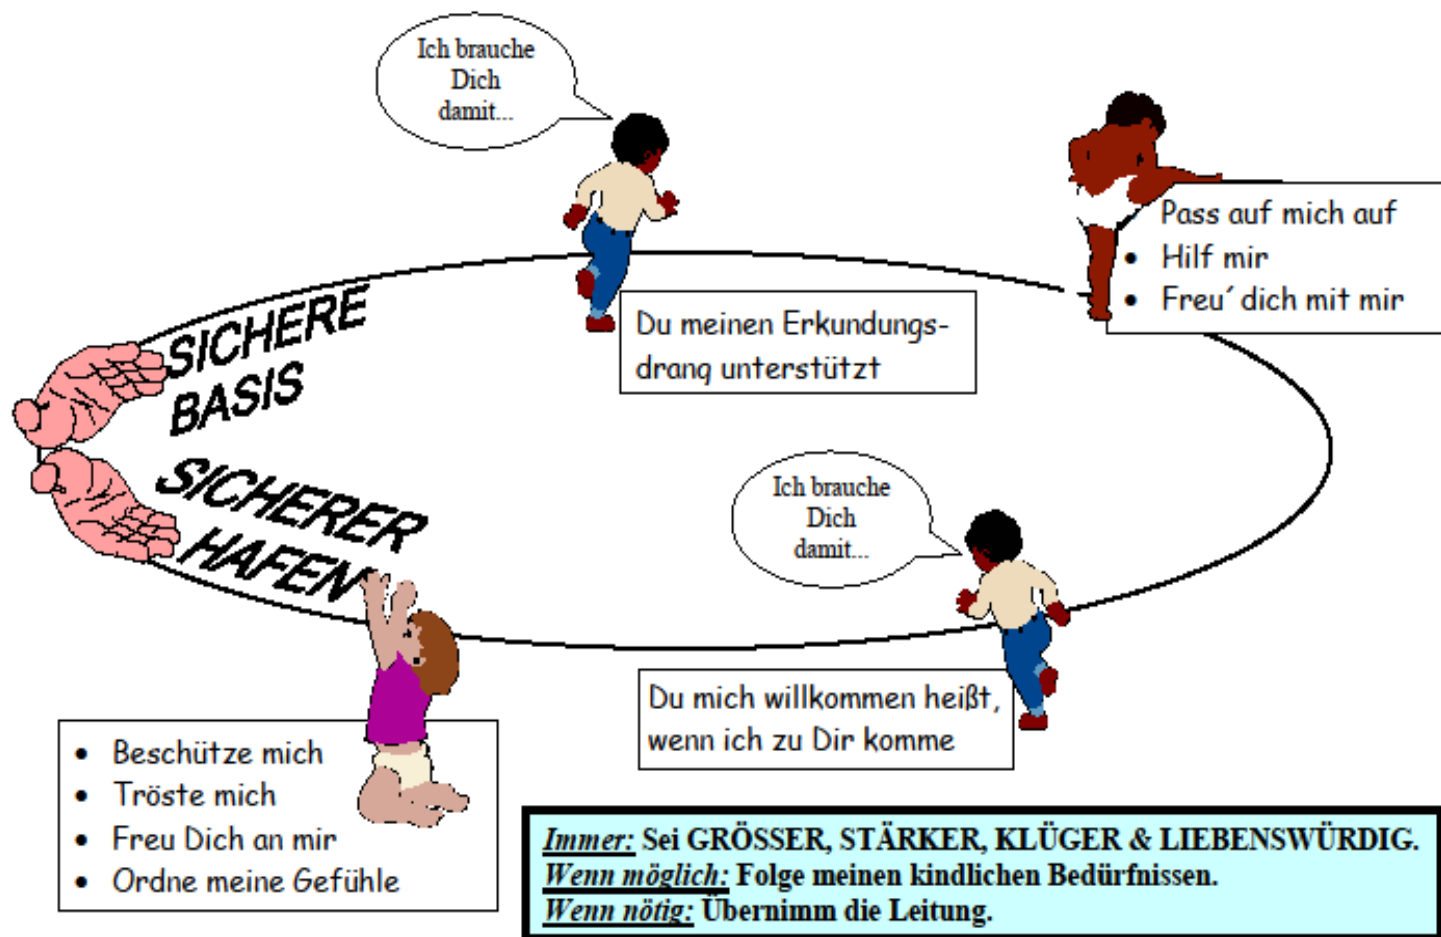 Ich brauche
Dich
damit...
Pass auf mich auf
• Hilf mir
• Freu´dich mit mir
Du meinen Erkundungs-
drang unterstützt
SICHERE
BASIS
SICHERER
HAFEN
Ich brauche
Dich
damit...
Du mich willkommen heißt,
wenn ich zu Dir komme
• Beschütze mich
• Tröste mich
• Freu Dich an mir
• Ordne meine Gefühle
Immer: Sei GRÖSSER, STÄRKER, KLÜGER & LIEBENSWÜRDIG.
Wenn möglich: Folge meinen kindlichen Bedürfnissen.
Wenn nötig: Übernimm die Leitung.